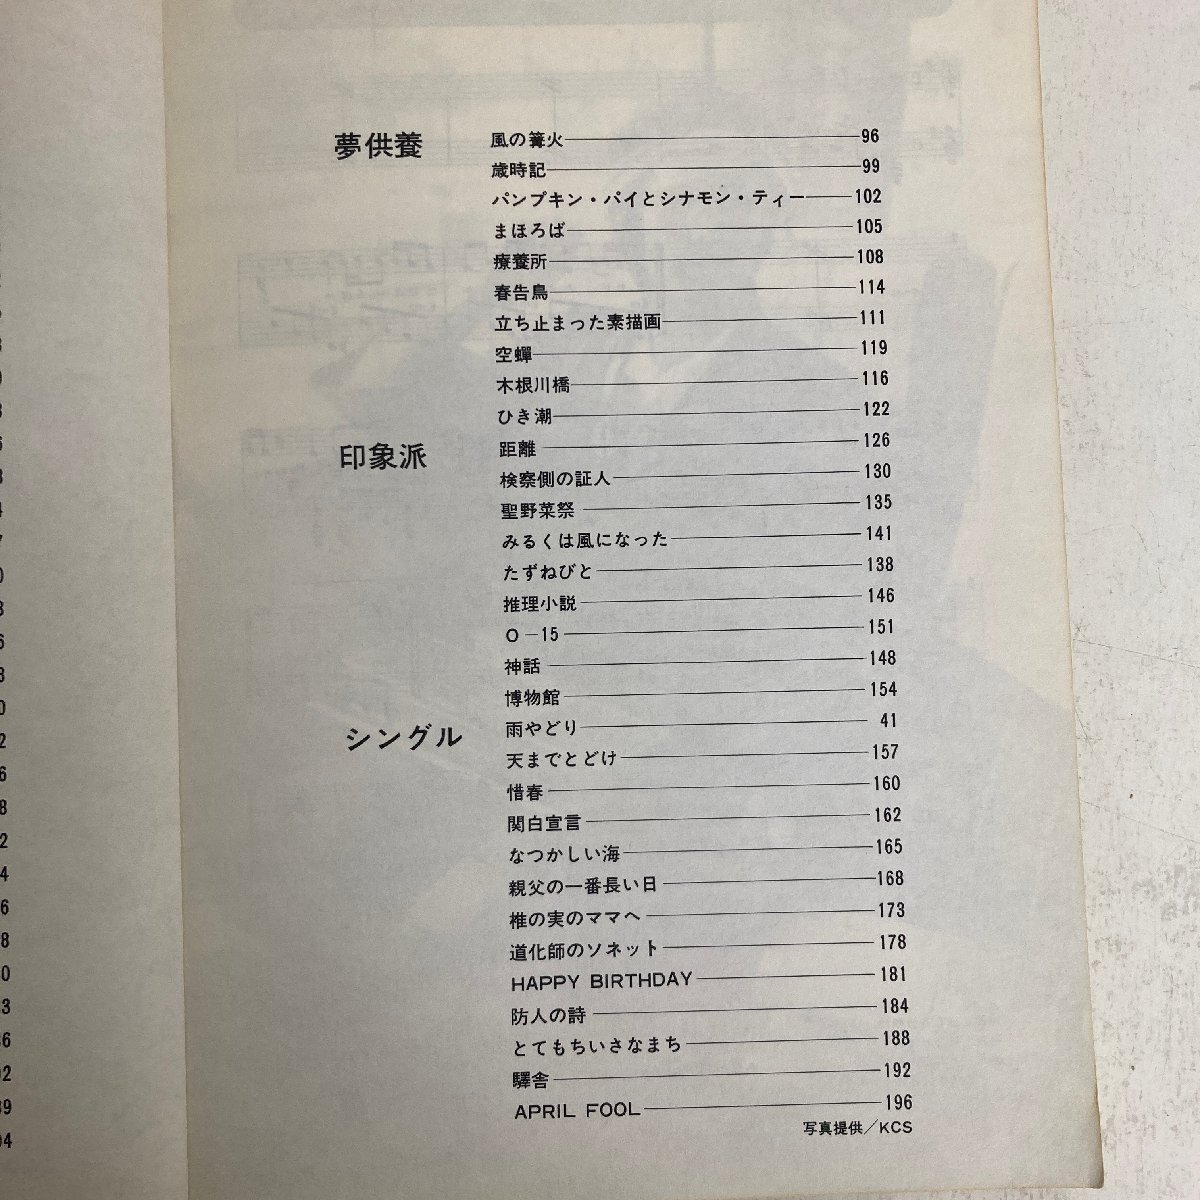 夢供養 風の篝火 96
歳時記 99
パンプキン・パイとシナモン・ティー 102
まほろば 105
療養所 108
春告鳥 114
立ち止まった素描画 111
空蟬 119
木根川橋 116
ひき潮 122
印象派 距離 126
検察側の証人 130
聖野菜祭 135
みるくは風になった 141
たずねびと 138
推理小説 146
O-15 151
神話 148
博物館 154
シングル 雨やどり 41
天までとどけ 157
惜春 160
関白宣言 162
なつかしい海 165
親父の一番長い日 168
椎の実のママへ 173
道化師のソネット 178
HAPPY BIRTHDAY 181
防人の詩 184
とてもちいさなまち 188
驛舎 192
APRIL FOOL 196
写真提供/KCS